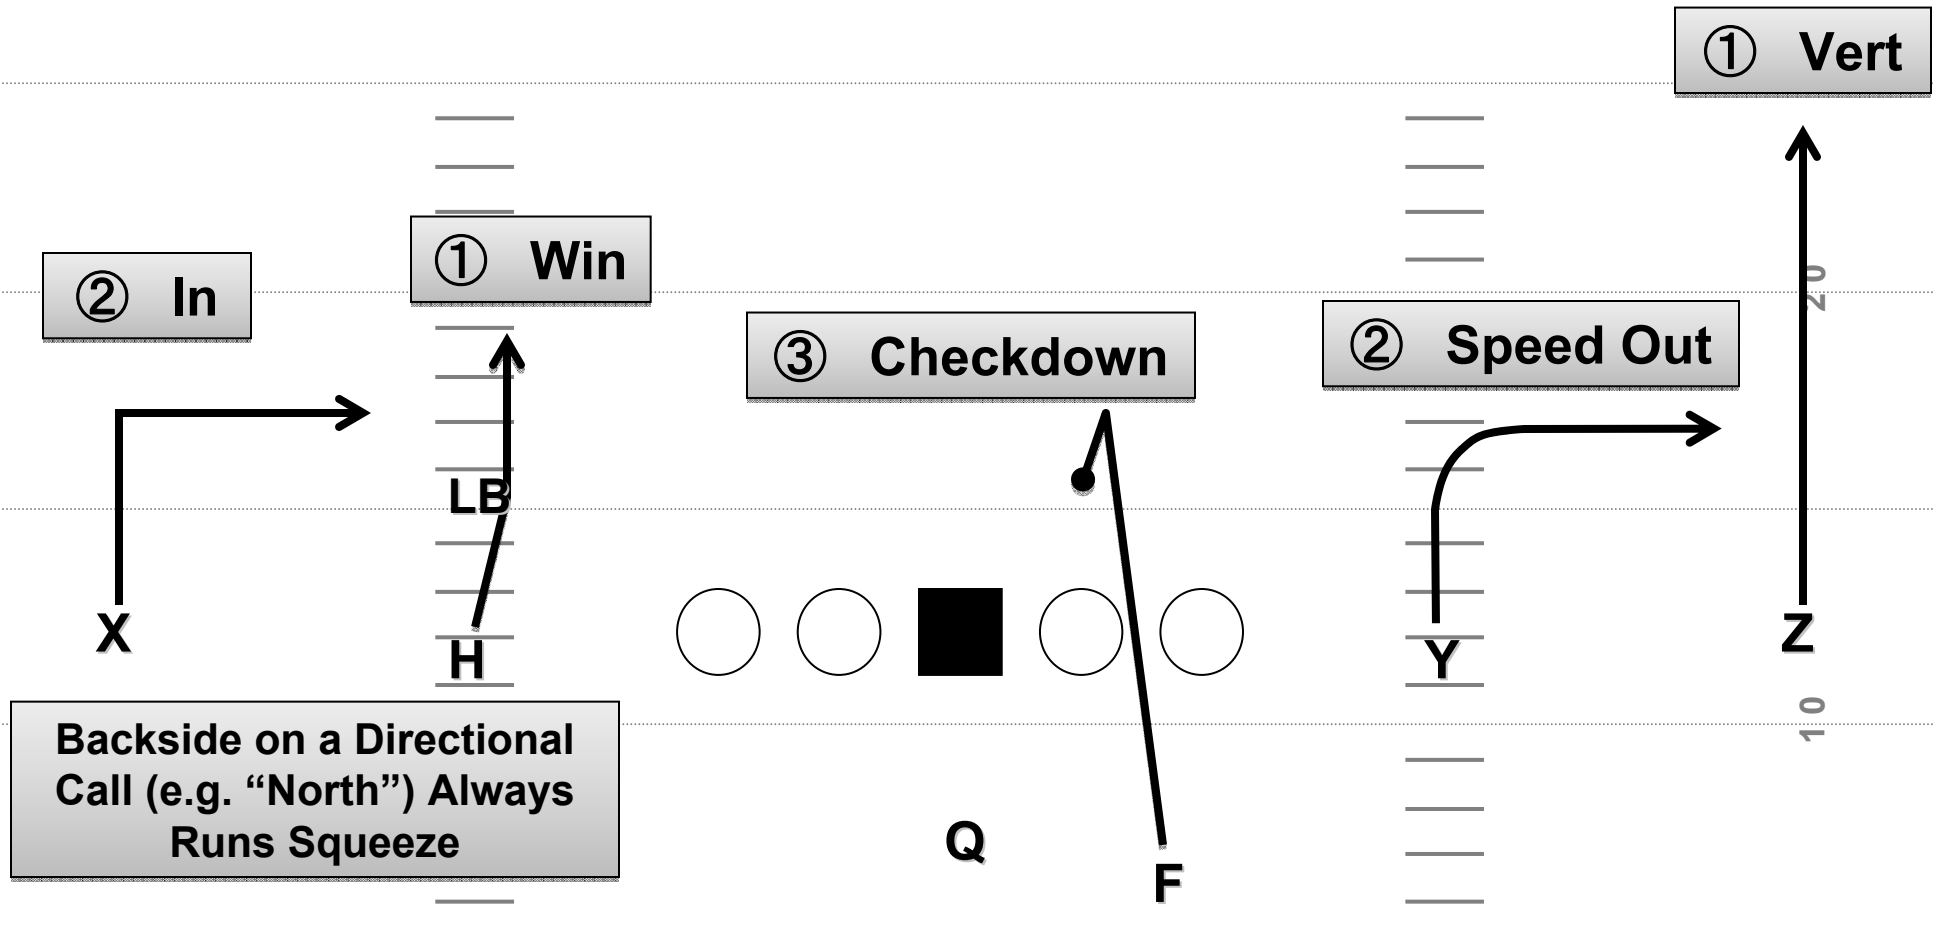 ① Vert
① Win
② In
③ Checkdown
② Speed Out
20
LB
X
H
Y
Z
10
Backside on a Directional
Call (e.g. “North”) Always
Runs Squeeze
Q
F